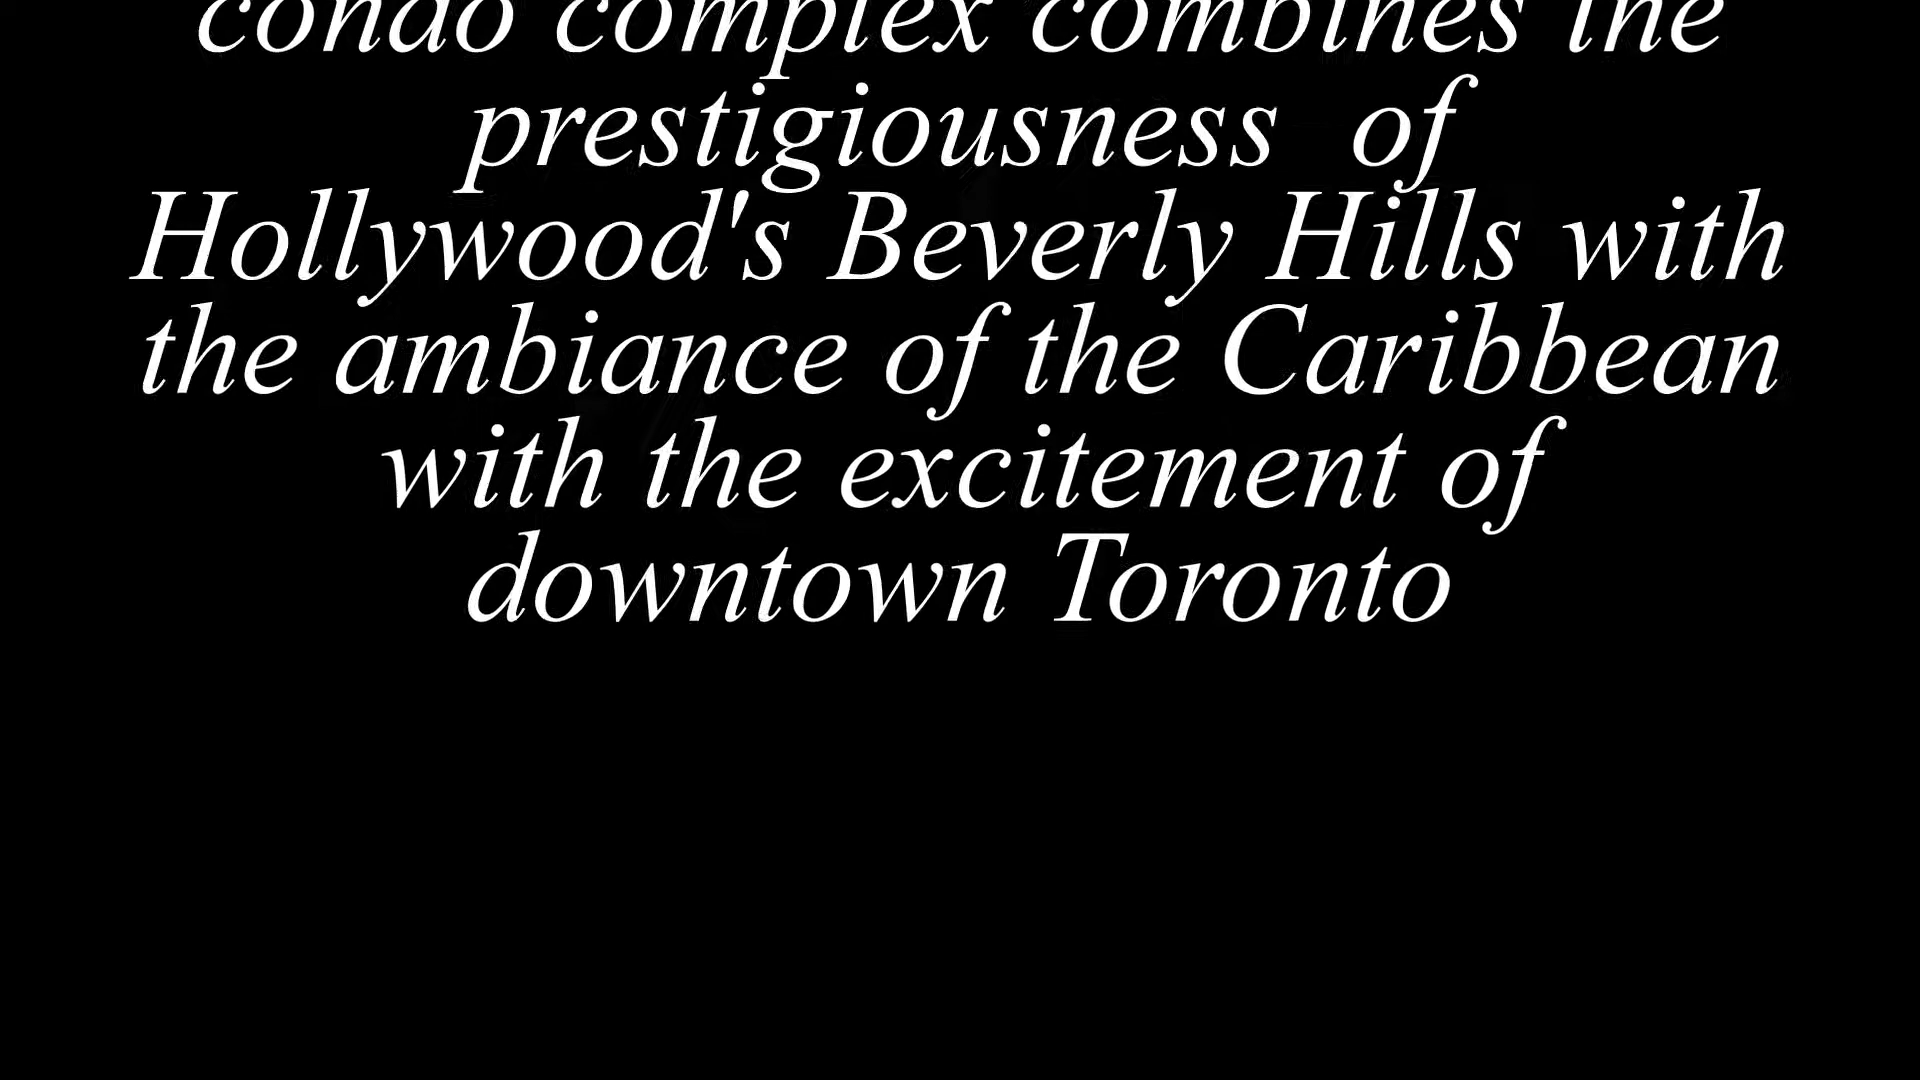 condo complex combines the
prestigiousness  of
Hollywood's Beverly Hills with
the ambiance of the Caribbean
with the excitement of
downtown Toronto